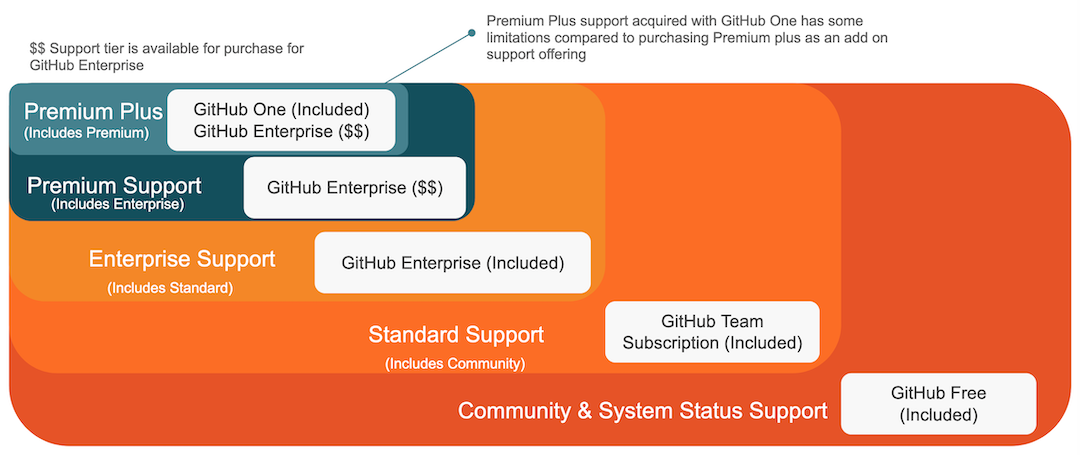 Premium Plus support acquired with GitHub One has some
limitations compared to purchasing Premium plus as an add on
support offering
$$ Support tier is available for purchase for
GitHub Enterprise
Premium Plus
(Includes Premium)
GitHub One (Included)
GitHub Enterprise ($$)
Premium Support
(Includes Enterprise)
GitHub Enterprise ($$)
Enterprise Support
(Includes Standard)
GitHub Enterprise (Included)
Standard Support
(Includes Community)
GitHub Team
Subscription (Included)
Community & System Status Support
GitHub Free
(Included)